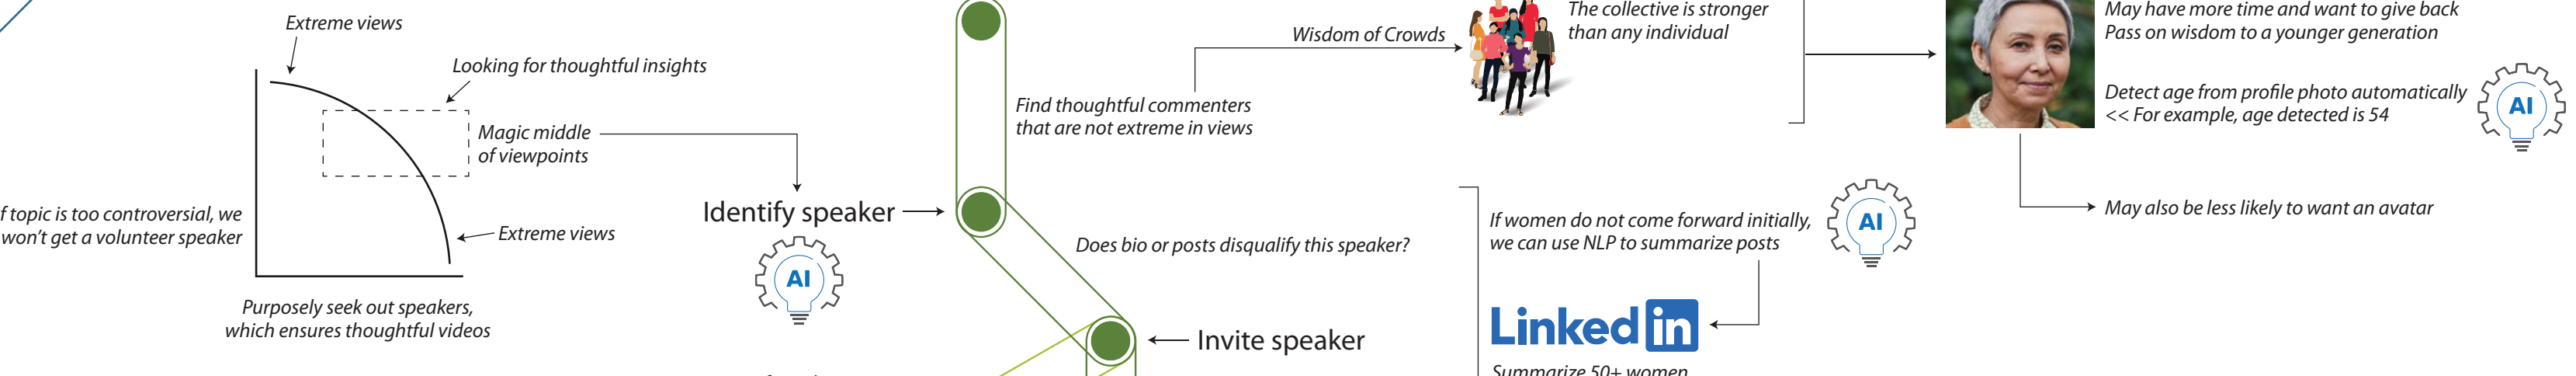 Extreme views
Looking for thoughtful insights
Magic middle
of viewpoints
f topic is too controversial, we
won't get a volunteer speaker
Extreme views
Purposely seek out speakers,
which ensures thoughtful videos
Identify speaker
AI
Find thoughtful commenters
that are not extreme in views
Wisdom of Crowds
The collective is stronger
than any individual
Does bio or posts disqualify this speaker?
Invite speaker
If women do not come forward initially,
we can use NLP to summarize posts
AI
Linked in
Summarize 50+ women
May have more time and want to give back
Pass on wisdom to a younger generation
Detect age from profile photo automatically
<< For example, age detected is 54
AI
May also be less likely to want an avatar